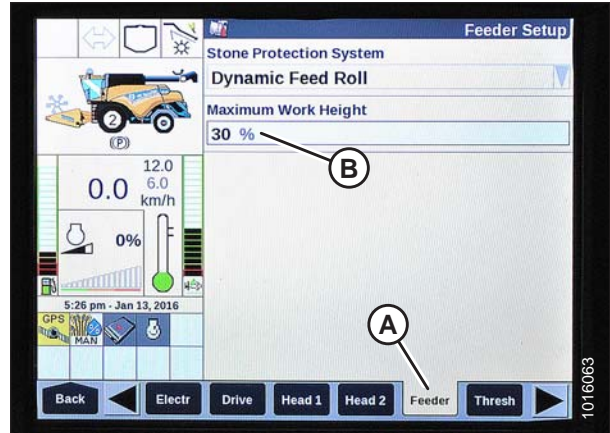 Feeder Setup
Stone Protection System
Dynamic Feed Roll
Maximum Work Height
30 %
B
2
(P)
12.0
0.0 6.0
km/h
0%
F
E
5:26 pm - Jan 13, 2016
GPS
MAN
A
Back Electr Drive Head 1 Head 2 Feeder Thresh
1016063